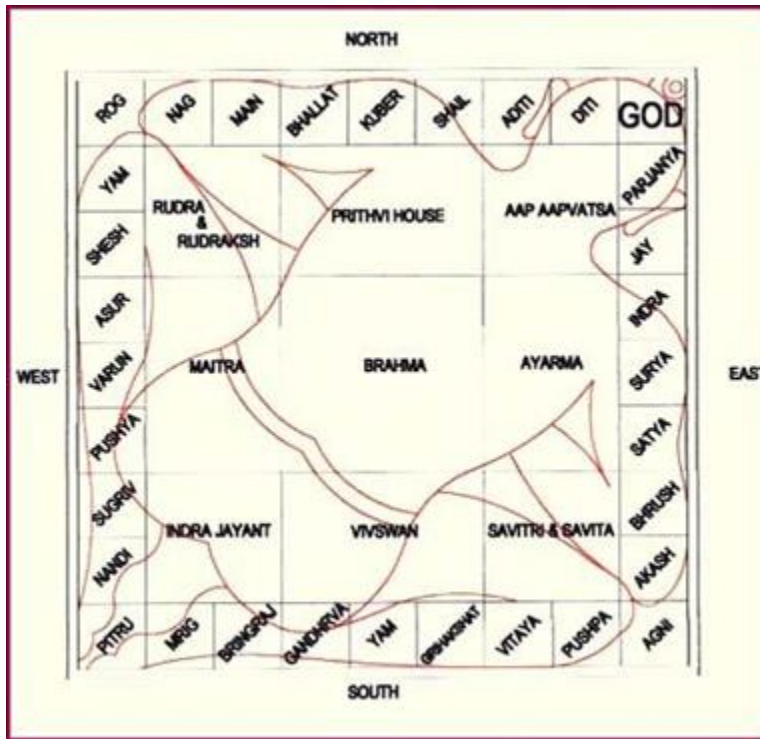 NORTH
ROG
NAG
MAIN
BHALLAT
KUBER
SHAIL
ADITI
DITI
GOD
YAM
RUDRA
&
RUDRAKSH
PRITHVI HOUSE
AAP AAPVATSA
PARJANYA
SHESH
JAY
ASUR
INDRA
WEST
VARUN
MAITRA
BRAHMA
AYARMA
SURYA
EAST
PUSHYA
SATYA
SUGRIV
INDRA JAYANT
VIVSWAN
SAVITRI & SAVITA
BHRUSH
NANDI
AKASH
PITRU
MRIG
BRINGRAJ
GANDHRVA
YAM
VITAYA
PUSHPA
AGNI
SOUTH